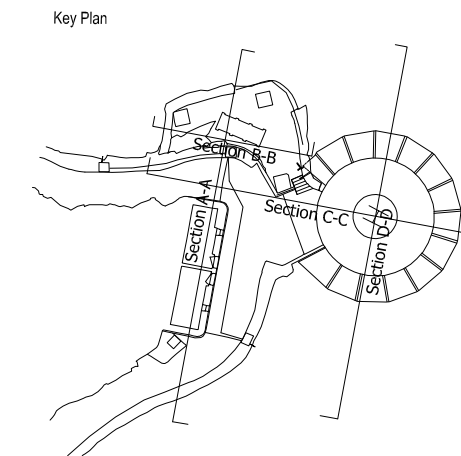 Key Plan
Section B-B
Section A-A
Section C-C
Section D-D